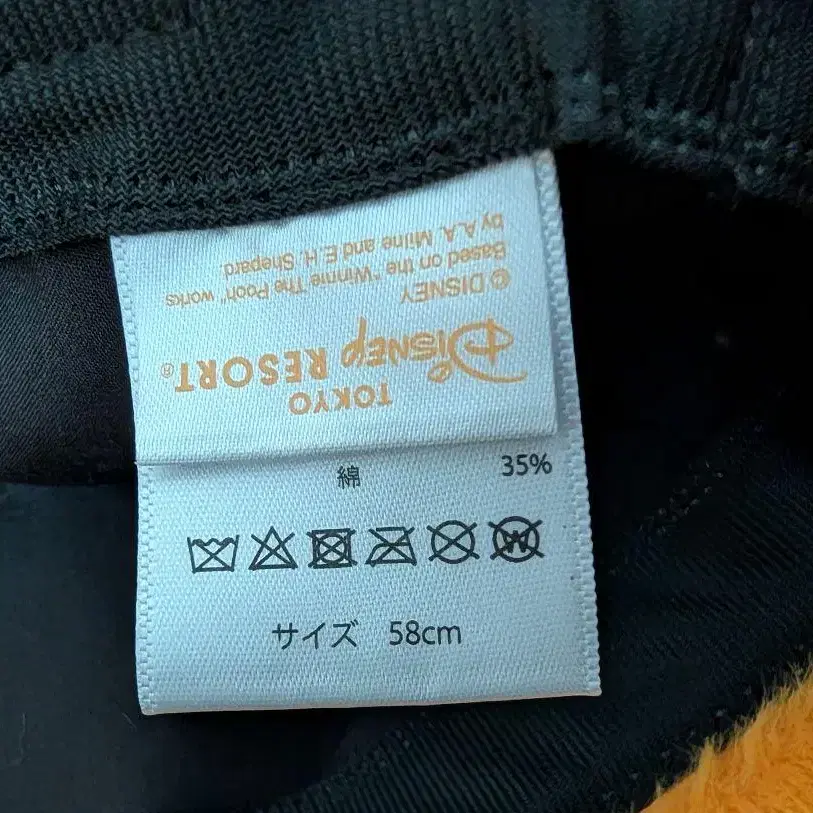 TOKYO
Disney RESORT®
© DISNEY
Based on the "Winnie The Pooh" works
by A.A. Milne and E.H. Shepard.
綿 35%
W
サイズ 58cm